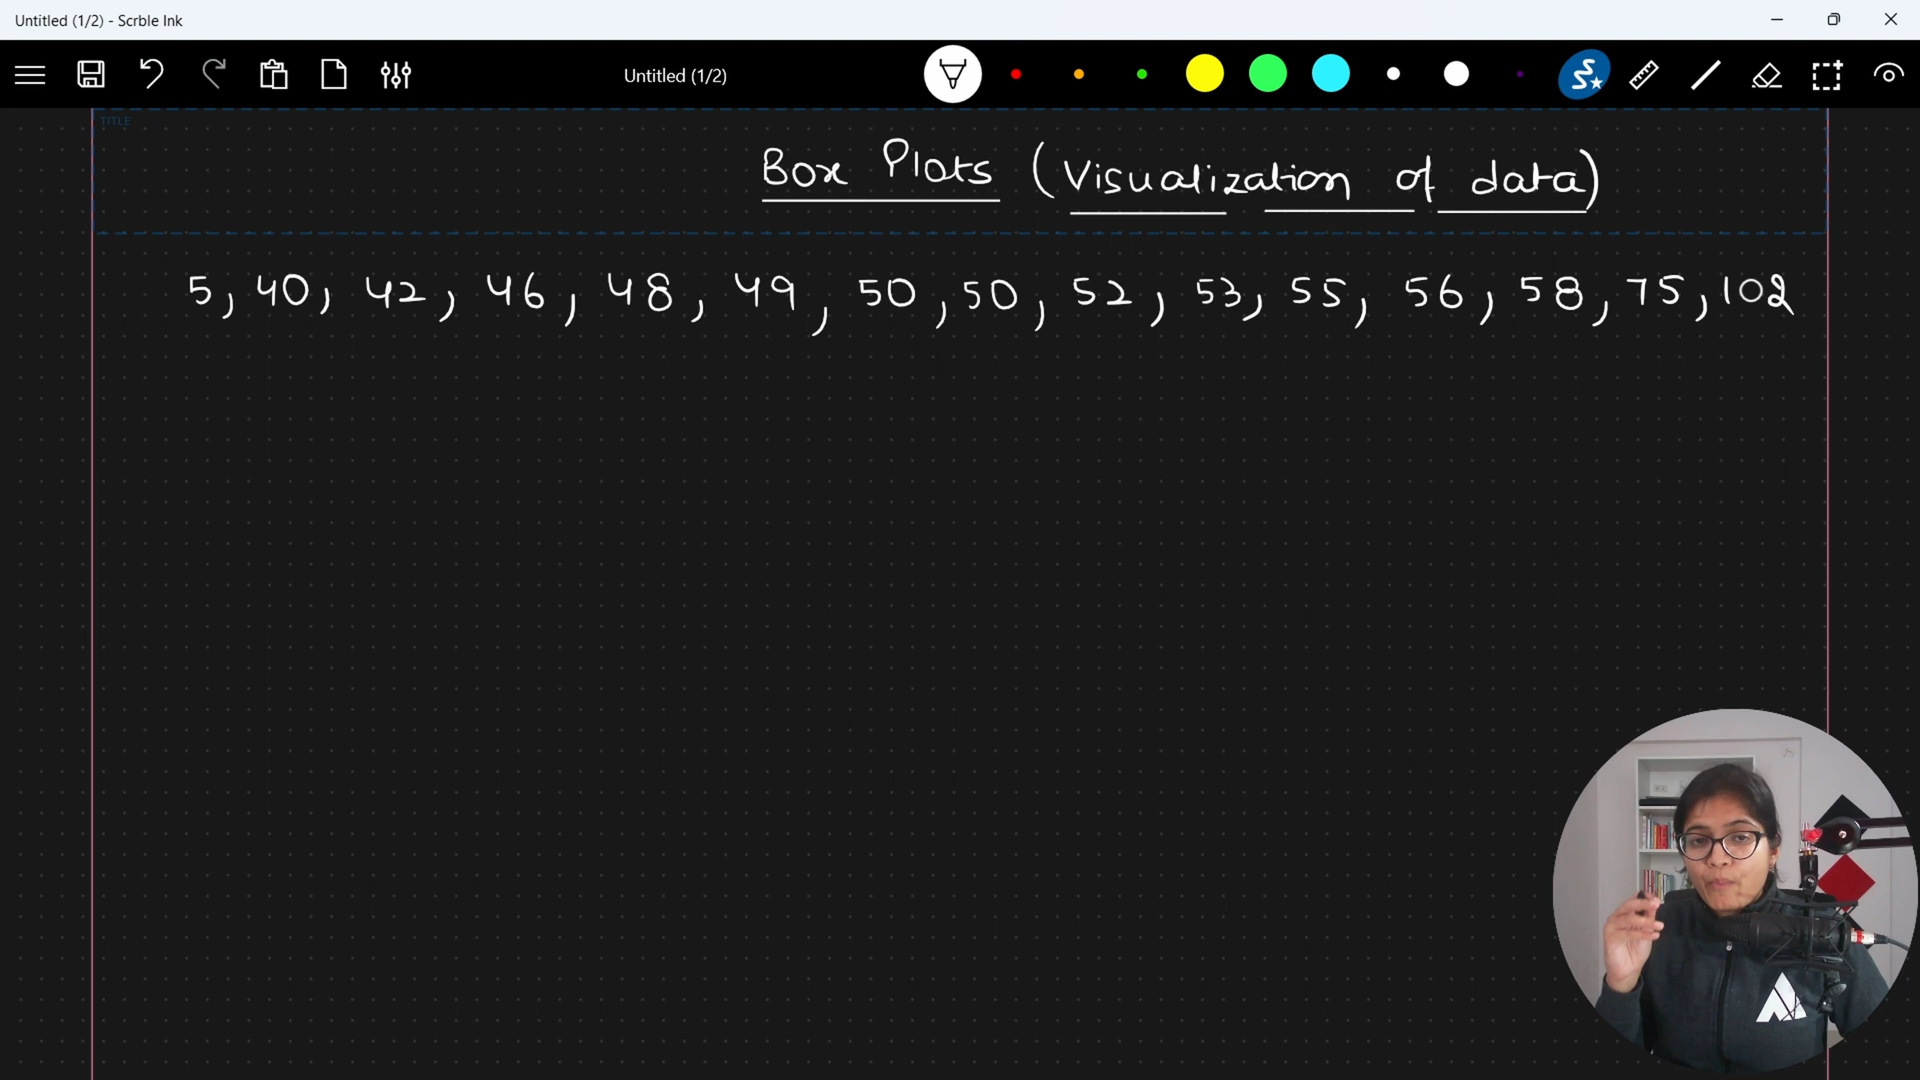 Untitled (1/2) - Scrble Ink
Untitled (1/2)
TITLE
Box Plots (Visualization of data)
5, 40, 42, 46, 48, 49, 50, 50, 52, 53, 55, 56, 58, 75, 102